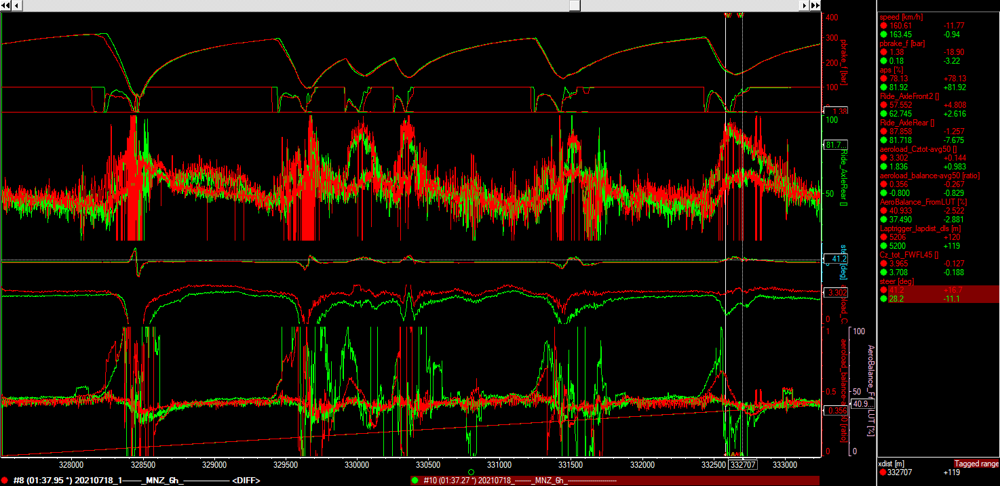 400
300
200
100
0
pbrake_f [bar]
1.38
100
81.7...
50
Ride_AxleRear []
41.2
[deg]
3.302
0
1
0.5
0.356
0
100
50
40.9...
0
328000 328500 329000 329500 330000 330500 331000 331500 332000 332500 332707 333000
#8 (01:37.95 *) 20210718_1-------_MNZ_6h_---------------- <DIFF>
#10 (01:37.27 *) 20210718_--------_MNZ_6h_------------------------
speed [km/h]
160.61 -11.77
163.45 -0.94
pbrake_f [bar]
1.38 -18.90
0.18 -3.22
aps [%]
78.13 +78.13
81.92 +81.92
Ride_AxleFront2 []
57.552 +4.808
62.745 +2.616
Ride_AxleRear []
87.858 -1.257
81.718 -7.675
aeroload_Cztot-avg50 []
3.302 +0.144
1.836 +0.983
aeroload_balance-avg50 [ratio]
0.356 -0.267
-0.800 -0.829
AeroBalance_FromLUT [%]
40.933 -2.522
37.490 -2.881
Laptrigger_lapdist_dls [m]
5206 +120
5200 +119
Cz_tot_FWFL45 []
3.965 -0.127
3.708 -0.188
steer [deg]
41.2 +16.7
28.2 -11.1
xdist [m] Tagged range
332707 +119